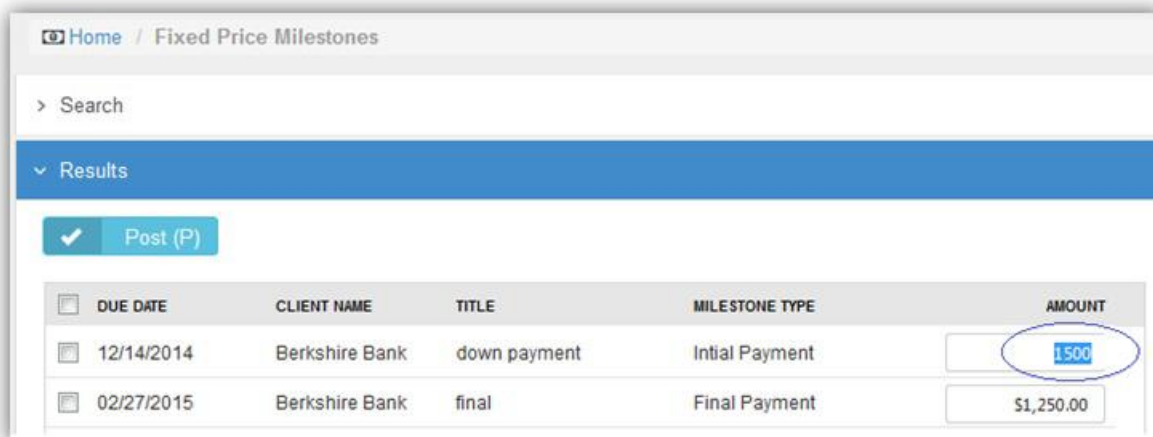 Home / Fixed Price Milestones
Search
Results
Post (P)
DUE DATE CLIENT NAME TITLE MILESTONE TYPE AMOUNT
12/14/2014 Berkshire Bank down payment Intial Payment 1500
02/27/2015 Berkshire Bank final Final Payment $1,250.00